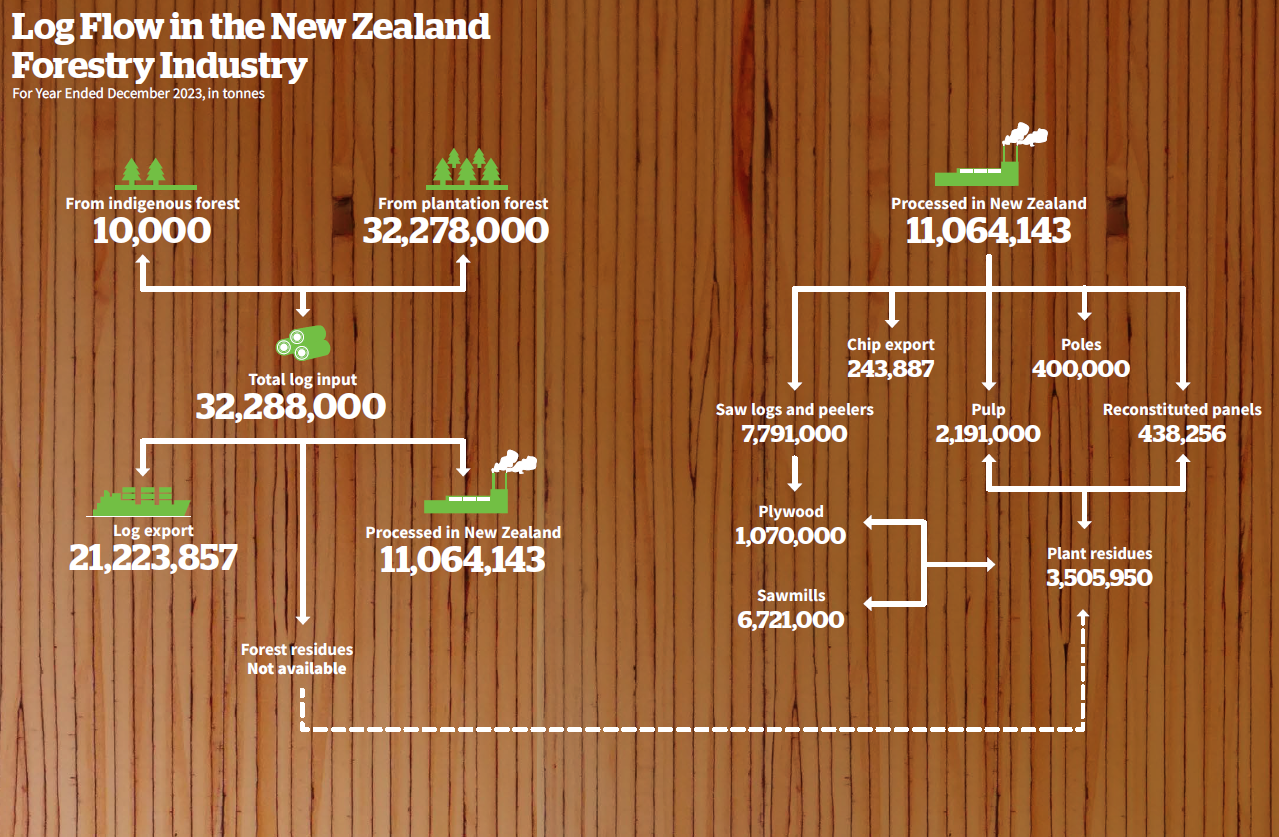 Log Flow in the New Zealand
Forestry Industry
For Year Ended December 2023, in tonnes
From indigenous forest
10,000
From plantation forest
32,278,000
Total log input
32,288,000
Log export
21,223,857
Processed in New Zealand
11,064,143
Forest residues
Not available
Processed in New Zealand
11,064,143
Chip export
243,887
Poles
400,000
Saw logs and peelers
7,791,000
Pulp
2,191,000
Reconstituted panels
438,256
Plywood
1,070,000
Sawmills
6,721,000
Plant residues
3,505,950